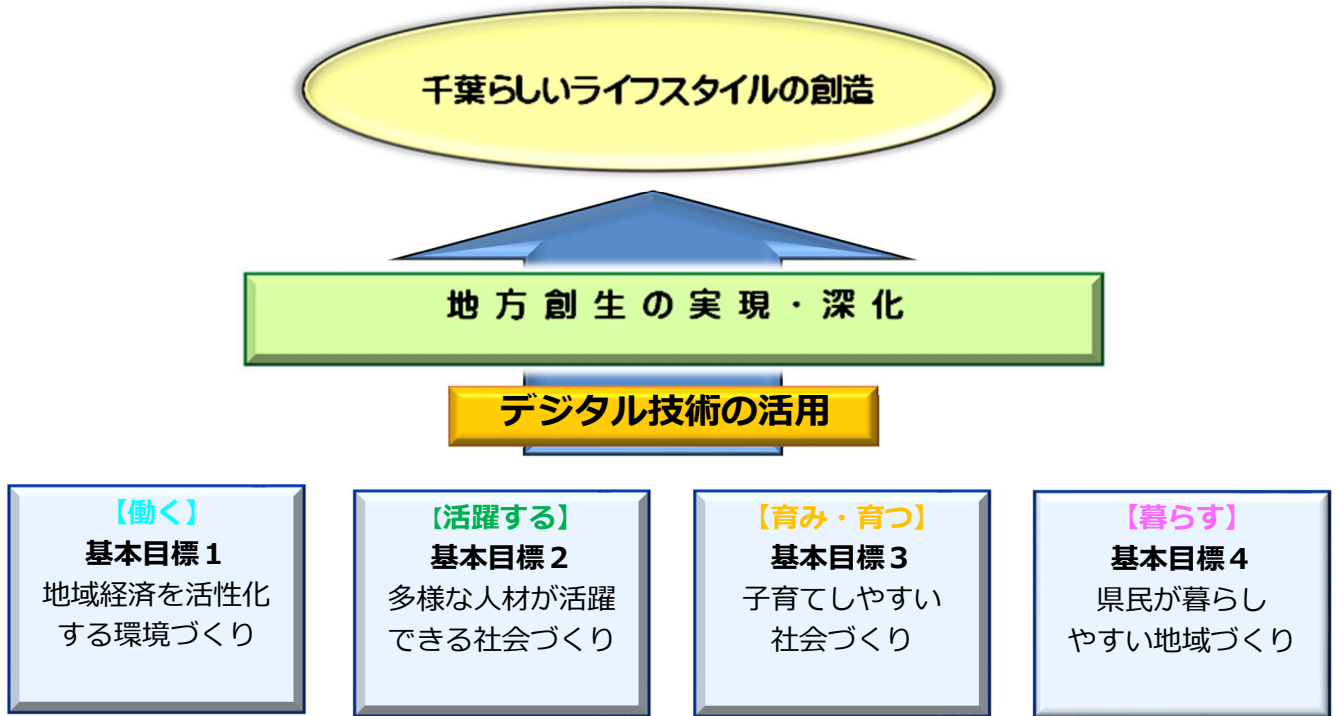 千葉らしいライフスタイルの創造
地方創生の実現・深化
デジタル技術の活用
【働く】
基本目標1
地域経済を活性化
する環境づくり
【活躍する】
基本目標2
多様な人材が活躍
できる社会づくり
【育み・育つ】
基本目標3
子育てしやすい
社会づくり
【暮らす】
基本目標4
県民が暮らし
やすい地域づくり